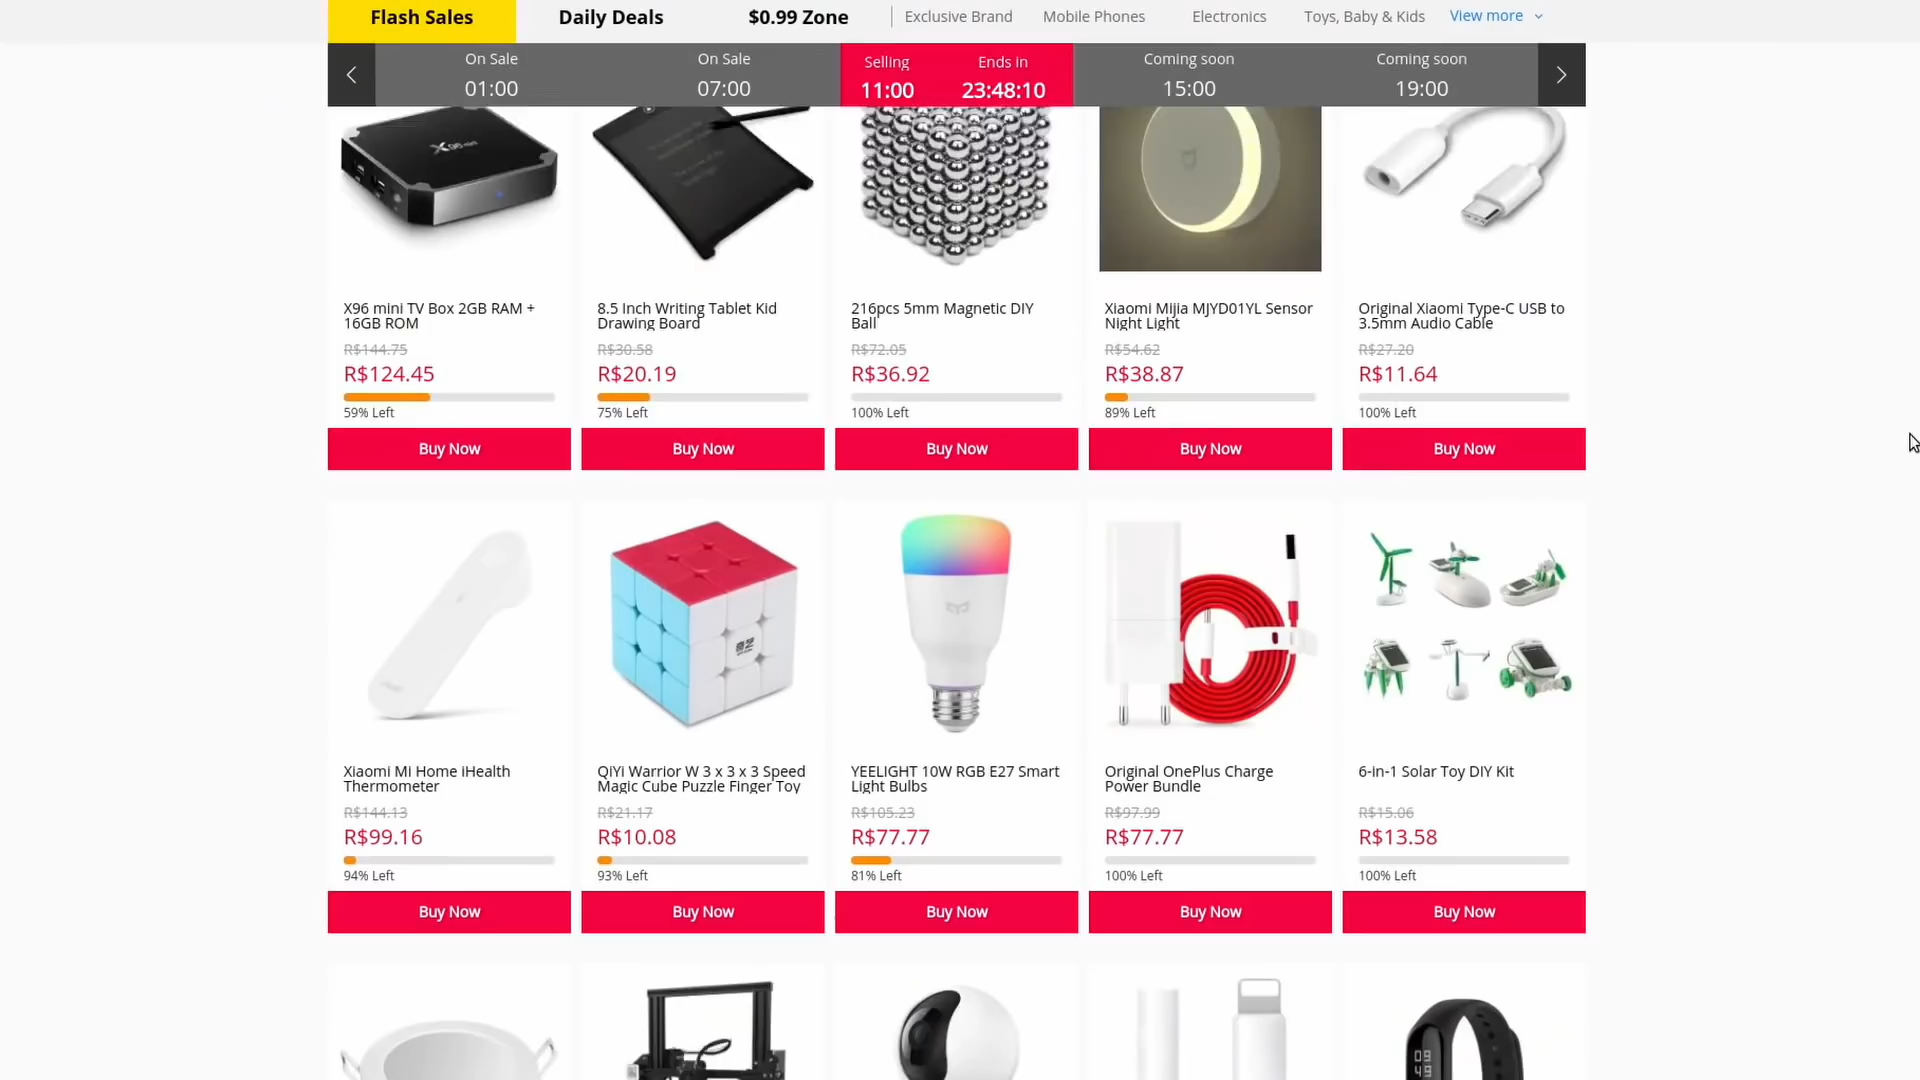 Flash Sales
Daily Deals
$0.99 Zone
Exclusive Brand
Mobile Phones
Electronics
Toys, Baby & Kids
View more
On Sale
01:00
On Sale
07:00
Selling
11:00
Ends in
23:48:10
Coming soon
15:00
Coming soon
19:00
X96 mini TV Box 2GB RAM +
16GB ROM
R$144.75
R$124.45
59% Left
Buy Now
8.5 Inch Writing Tablet Kid
Drawing Board
R$30.58
R$20.19
75% Left
Buy Now
216pcs 5mm Magnetic DIY
Ball
R$72.05
R$36.92
100% Left
Buy Now
Xiaomi Mijia MJYD01YL Sensor
Night Light
R$54.62
R$38.87
89% Left
Buy Now
Original Xiaomi Type-C USB to
3.5mm Audio Cable
R$27.20
R$11.64
100% Left
Buy Now
Xiaomi Mi Home iHealth
Thermometer
R$144.13
R$99.16
94% Left
Buy Now
QiYi Warrior W 3 x 3 x 3 Speed
Magic Cube Puzzle Finger Toy
R$21.17
R$10.08
93% Left
Buy Now
YEELIGHT 10W RGB E27 Smart
Light Bulbs
R$105.23
R$77.77
81% Left
Buy Now
Original OnePlus Charge
Power Bundle
R$97.99
R$77.77
100% Left
Buy Now
6-in-1 Solar Toy DIY Kit
R$15.06
R$13.58
100% Left
Buy Now
09
49